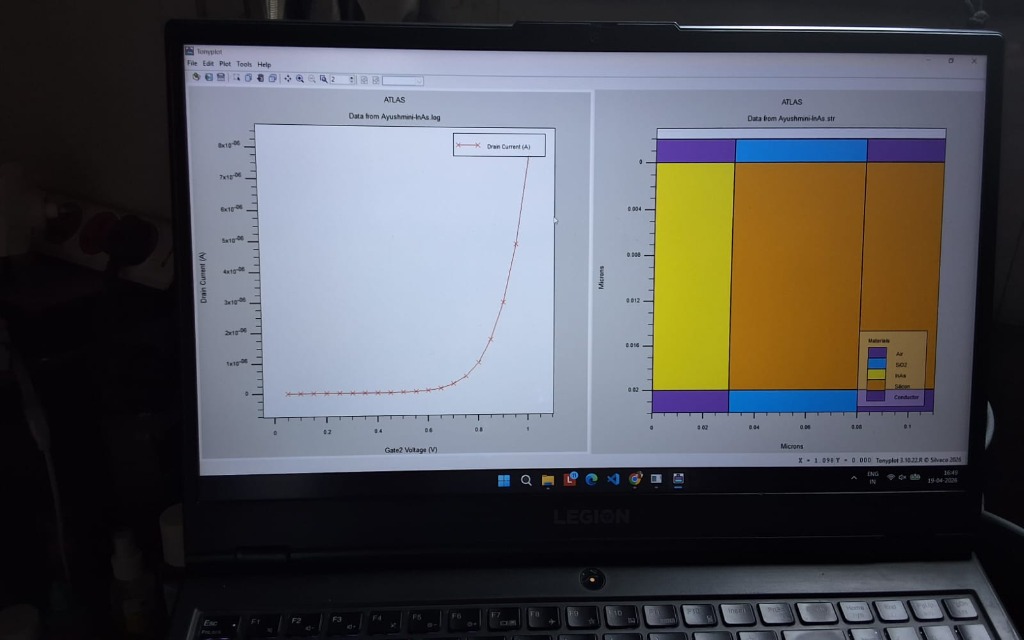 Tonyplot
File Edit Plot Tools Help
2
ATLAS
Data from Ayushmini-InAs.log
Drain Current (A)
8x10-06
7x10-06
6x10-06
5x10-06
4x10-06
3x10-06
2x10-06
1x10-06
0
Drain Current (A)
0 0.2 0.4 0.6 0.8 1
Gate2 Voltage (V)
ATLAS
Data from Ayushmini-InAs.str
0
0.004
0.008
0.012
0.016
0.02
Microns
Materials
Air
SiO2
InAs
Silicon
Conductor
0 0.02 0.04 0.06 0.08 0.1
Microns
Tonyplot 3.10.22.R © Silvaco 2026
ENG
IN
16:49
19-04-2026
LEGION
Esc F1 F2 F3 F4 F5 F6 F7 F8 F9 F10